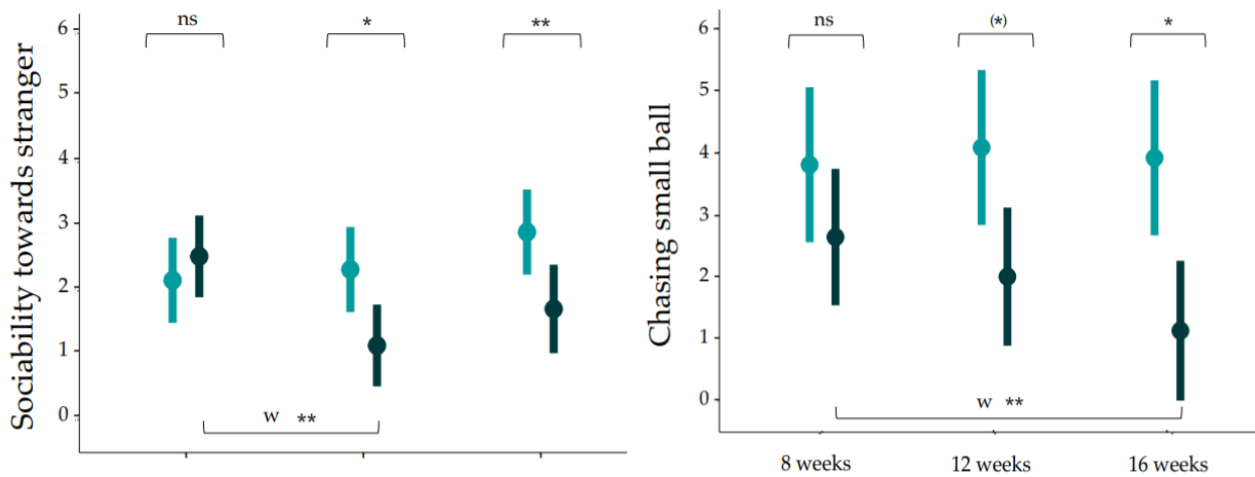 Sociability towards stranger
6
5
4
3
2
1
0
ns
*
**
w **
Chasing small ball
6
5
4
3
2
1
0
ns
(*)
*
w **
8 weeks
12 weeks
16 weeks